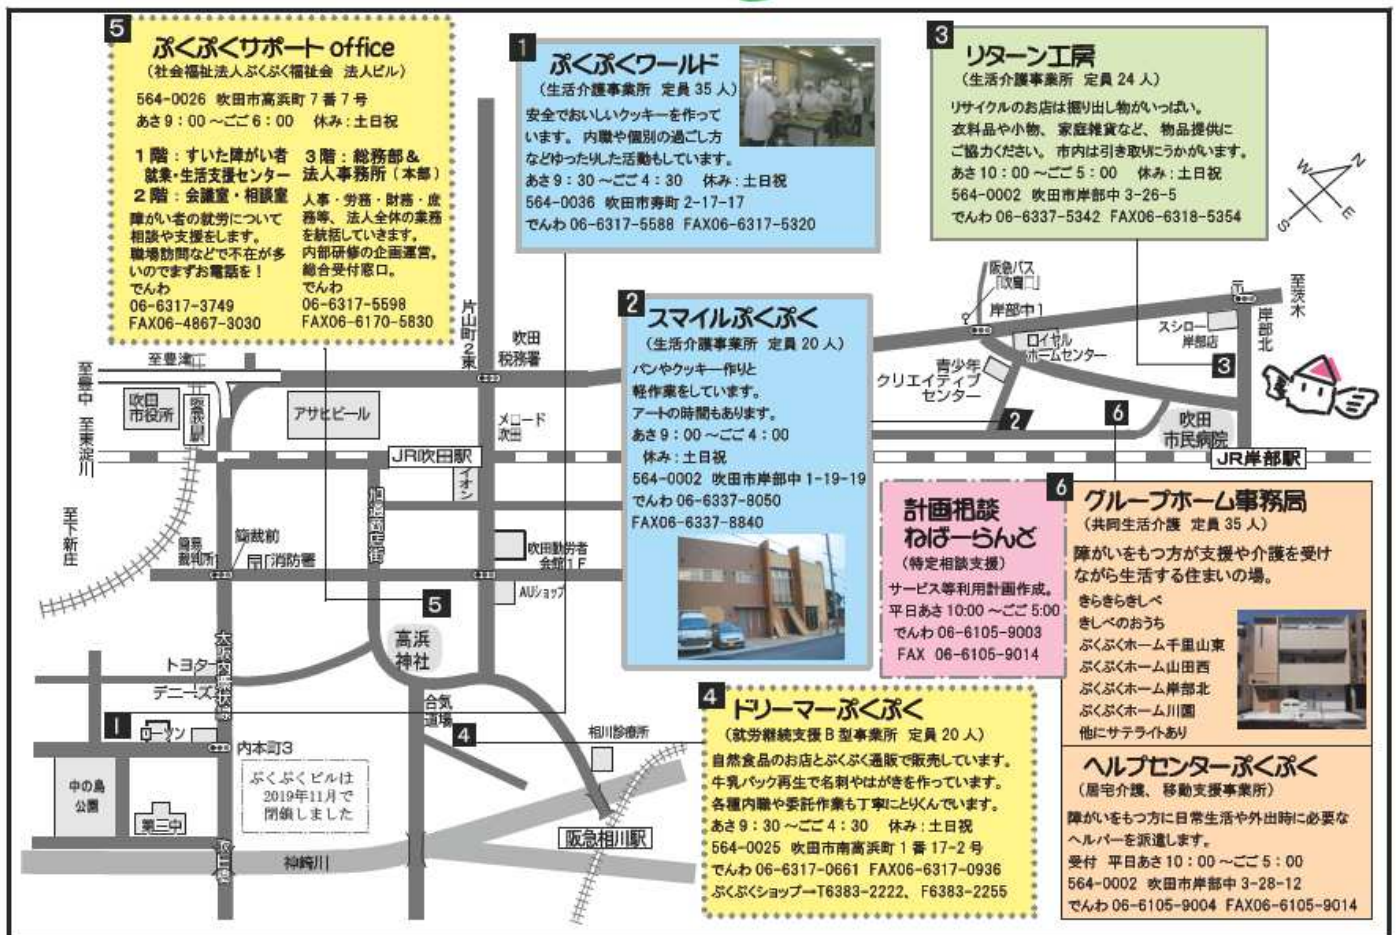 5
ぷくぷくサポート office
(社会福祉法人ぷくぷく福祉会 法人ビル)
564-0026 吹田市高浜町7番7号
あさ9:00～ごご6:00 休み:土日祝
1階:すいた障がい者
就業・生活支援センター
2階:会議室・相談室
障がい者の就労について
相談や支援をします。
職場訪問などで不在が多
いのでまずお電話を!
でんわ
06-6317-3749
FAX06-4867-3030
3階:総務部&
法人事務所(本部)
人事・労務・財務・庶
務等、法人全体の業務
を統括していきます。
内部研修の企画運営。
総合受付窓口。
でんわ
06-6317-5598
FAX06-6170-5830
1
ぷくぷくワールド
(生活介護事業所 定員35人)
安全でおいしいクッキーを作って
います。内職や個別の過ごし方
などゆったりした活動もしています。
あさ9:30～ごご4:30 休み:土日祝
564-0036 吹田市寿町2-17-17
でんわ06-6317-5588 FAX06-6317-5320
3
リターン工房
(生活介護事業所 定員24人)
リサイクルのお店は掘り出し物がいっぱい。
衣料品や小物、家庭雑貨など、物品提供に
ご協力ください。市内は引き取りにうかがいます。
あさ10:00～ごご5:00 休み:土日祝
564-0002 吹田市岸部中3-26-5
でんわ06-6337-5342 FAX06-6318-5354
W
N
S
E
2
スマイルぷくぷく
(生活介護事業所 定員20人)
パンやクッキー作りと
軽作業をしています。
アートの時間もあります。
あさ9:00～ごご4:00
休み:土日祝
564-0002 吹田市岸部中1-19-19
でんわ06-6337-8050
FAX06-6337-8840
計画相談
ねばーらんど
(特定相談支援)
サービス等利用計画作成。
平日あさ10:00～ごご5:00
でんわ06-6105-9003
FAX 06-6105-9014
6
グループホーム事務局
(共同生活介護 定員35人)
障がいをもつ方が支援や介護を受け
ながら生活する住まいの場。
きらきらきしべ
きしべのおうち
ぷくぷくホーム千里山東
ぷくぷくホーム山田西
ぷくぷくホーム岸部北
ぷくぷくホーム川園
他にサテライトあり
ヘルプセンターぷくぷく
(居宅介護、移動支援事業所)
障がいをもつ方に日常生活や外出時に必要な
ヘルパーを派遣します。
受付 平日あさ10:00～ごご5:00
564-0002 吹田市岸部中3-28-12
でんわ06-6105-9004 FAX06-6105-9014
4
ドリーマーぷくぷく
(就労継続支援B型事業所 定員20人)
自然食品のお店とぷくぷく通販で販売しています。
牛乳パック再生で名刺やはがきを作っています。
各種内職や委託作業も丁寧にとりくんでいます。
あさ9:30～ごご4:30 休み:土日祝
564-0025 吹田市南高浜町1番17-2号
でんわ06-6317-0661 FAX06-6317-0936
ぷくぷくショップ→T6383-2222、F6383-2255
片山町2東
吹田
税務署
至豊津
至豊中
至東淀川
至下新庄
吹田
市役所
アサヒビール
メロード
吹田
JR吹田駅
イオン
旭通商店街
簡易
裁判所
簡裁前
消防署
吹田勤労者
会館1F
AUショップ
5
高浜
神社
トヨタ
デニーズ
1
ローソン
内本町3
合気
道場
4
相川診療所
中の島
公園
第三中
ぷくぷくビルは
2019年11月で
閉鎖しました
神崎川
阪急相川駅
阪急バス
岸部中1
ロイヤル
ホームセンター
青少年
クリエイティブ
センター
2
スシロー
岸部店
岸部北
至茨木
〒
3
6
吹田
市民病院
JR岸部駅